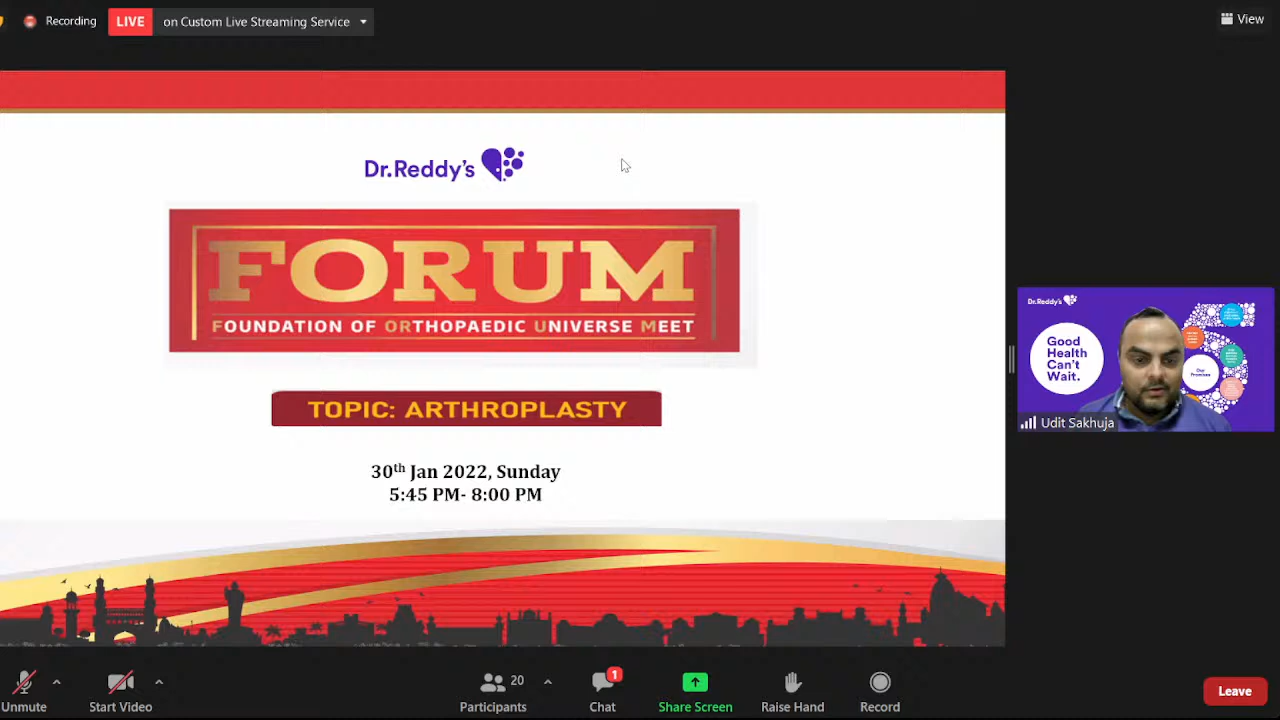 Recording
LIVE on Custom Live Streaming Service
View
Dr.Reddy's
FORUM
FOUNDATION OF ORTHOPAEDIC UNIVERSE MEET
TOPIC: ARTHROPLASTY
30th Jan 2022, Sunday
5:45 PM- 8:00 PM
Dr.Reddy's
Good
Health
Can't
Wait.
Our
Promises
Udit Sakhuja
Unmute
Start Video
Participants 20
Chat 1
Share Screen
Raise Hand
Record
Leave